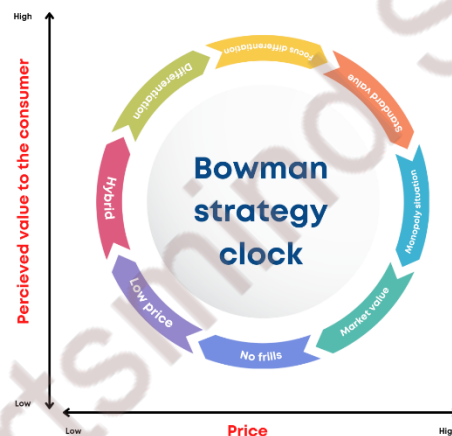 High
Percieved value to the consumer
Low
Low
Price
High
Bowman
strategy
clock
Focus differentiation
Standard value
Monopoly situation
Market value
No frills
Low price
Hybrid
Differentiation